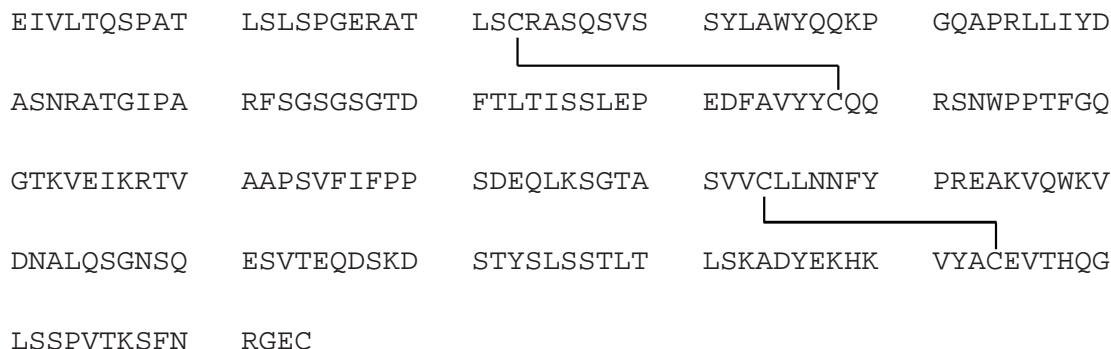 EIVLTQSPAT LSLSPGERAT LSCRASQSVS SYLAWYQQKP GQAPRLLIYD
ASNRATGIPA RFSGSGSGTD FTLTISSLEP EDFAVYYCQQ RSNWPPTFGQ
GTKVEIKRTV AAPSVFIFPP SDEQLKSGTA SVVCLLNNFY PREAKVQWKV
DNALQSGNSQ ESVTEQDSKD STYSLSSTLT LSKADYEKHK VYACEVTHQG
LSSPVTKSFN RGEC